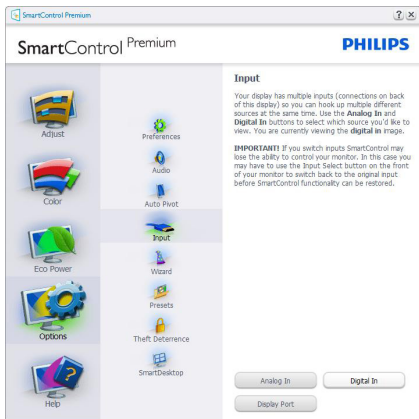 SmartControl Premium
SmartControl Premium
PHILIPS
Adjust
Color
Eco Power
Options
Help
Preferences
Audio
Auto Pivot
Input
Wizard
Presets
Theft Deterrence
SmartDesktop
Input
Your display has multiple inputs (connections on back
of this display) so you can hook up multiple different
sources at the same time. Use the Analog In and
Digital In buttons to select which source you'd like to
view. You are currently viewing the digital in image.
IMPORTANT! If you switch inputs SmartControl may
lose the ability to control your monitor. In this case you
may have to use the Input Select button on the front
of your monitor to switch back to the original input
before SmartControl functionality can be restored.
Analog In
Digital In
Display Port